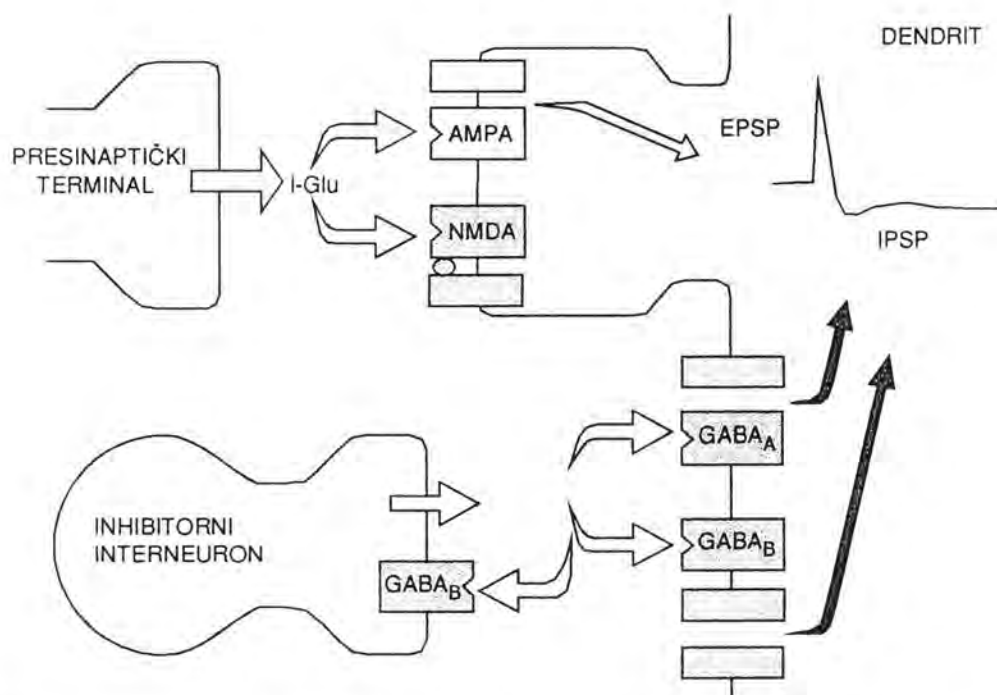 DENDRIT
PRESINAPTIČKI
TERMINAL
l-Glu
AMPA
NMDA
EPSP
IPSP
INHIBITORNI
INTERNEURON
GABAB
GABAA
GABAB